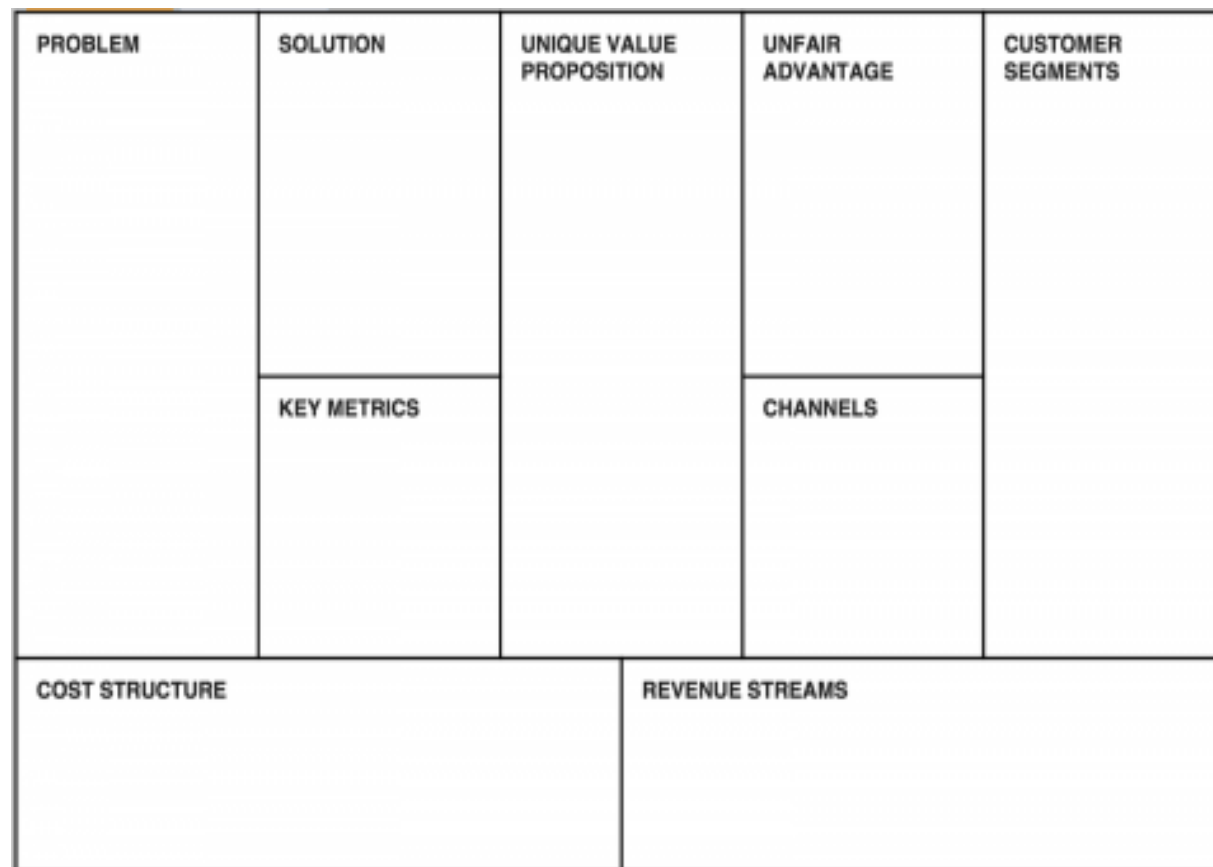 PROBLEM
SOLUTION
UNIQUE VALUE
PROPOSITION
UNFAIR
ADVANTAGE
CUSTOMER
SEGMENTS
KEY METRICS
CHANNELS
COST STRUCTURE
REVENUE STREAMS